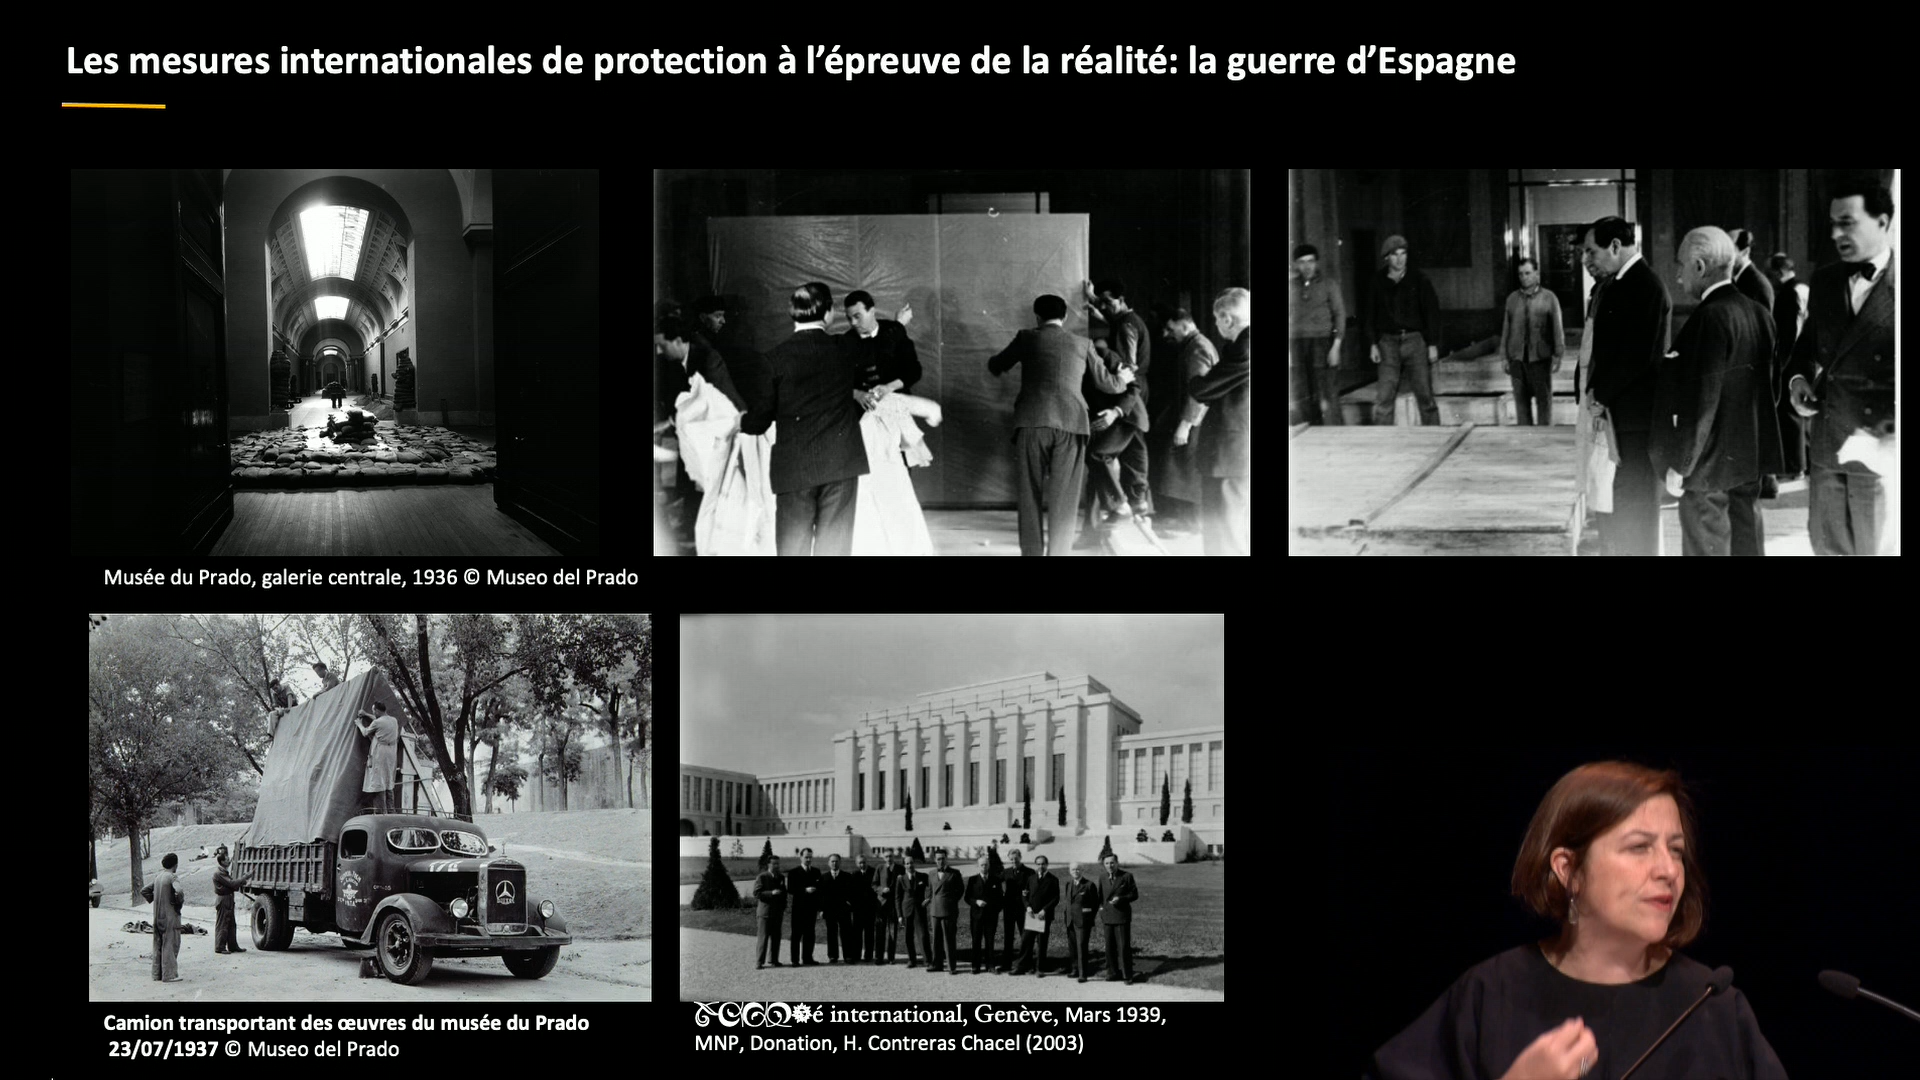 Les mesures internationales de protection à l’épreuve de la réalité: la guerre d’Espagne
Musée du Prado, galerie centrale, 1936 © Museo del Prado
Camion transportant des œuvres du musée du Prado
23/07/1937 © Museo del Prado
é international, Genève, Mars 1939,
MNP, Donation, H. Contreras Chacel (2003)